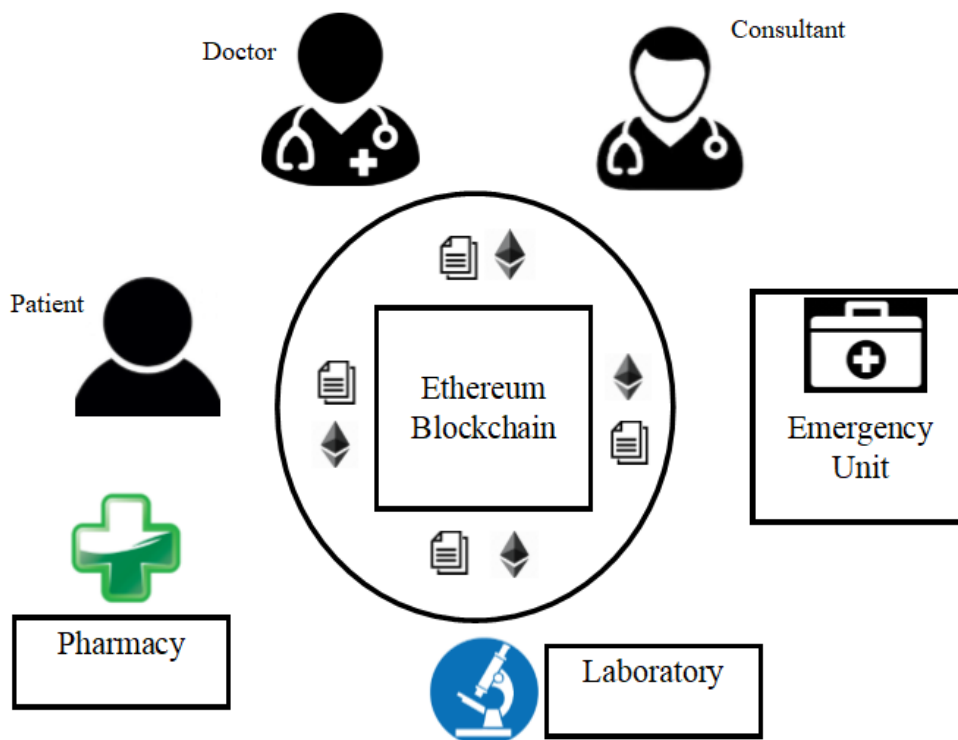 Doctor
Consultant
Patient
Ethereum
Blockchain
Emergency
Unit
Pharmacy
Laboratory